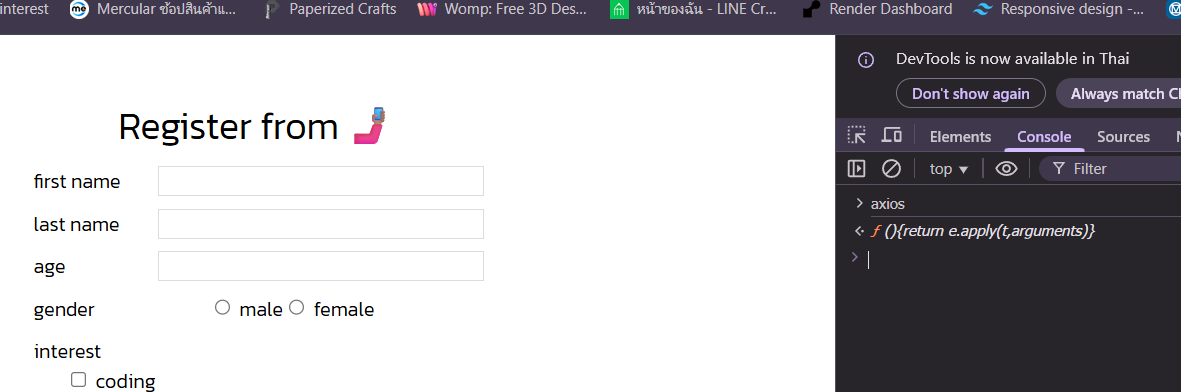 interest me Mercular ช้อปสินค้าแ... Paperized Crafts Womp: Free 3D Des... หน้าของฉัน - LINE Cr... Render Dashboard Responsive design -...
DevTools is now available in Thai
Don't show again Always match Cl
Elements Console Sources
top Filter
axios
ƒ (){return e.apply(t,arguments)}
Register from
first name
last name
age
gender male female
interest
coding